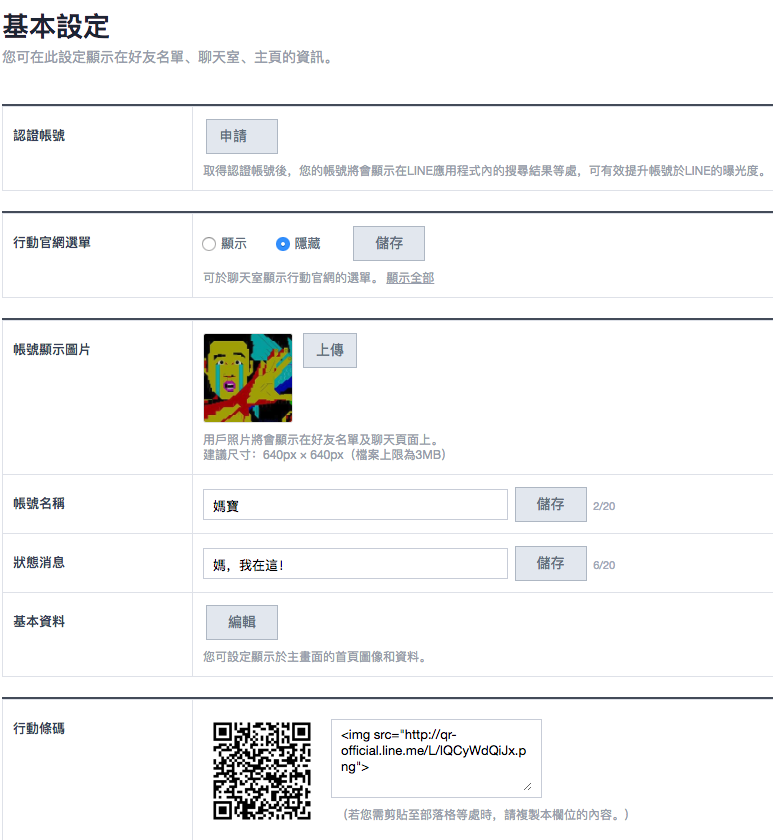 基本設定
您可在此設定顯示在好友名單、聊天室、主頁的資訊。
認證帳號
申請
取得認證帳號後，您的帳號將會顯示在LINE應用程式內的搜尋結果等處，可有效提升帳號於LINE的曝光度。
行動官網選單
顯示 隱藏 儲存
可於聊天室顯示行動官網的選單。 顯示全部
帳號顯示圖片
上傳
用戶照片將會顯示在好友名單及聊天頁面上。
建議尺寸：640px × 640px（檔案上限為3MB）
帳號名稱
媽寶 儲存 2/20
狀態消息
媽，我在這! 儲存 6/20
基本資料
編輯
您可設定顯示於主畫面的首頁圖像和資料。
行動條碼
<img src="http://qr-
official.line.me/L/lQCyWdQiJx.p
ng">
（若您需剪貼至部落格等處時，請複製本欄位的內容。）